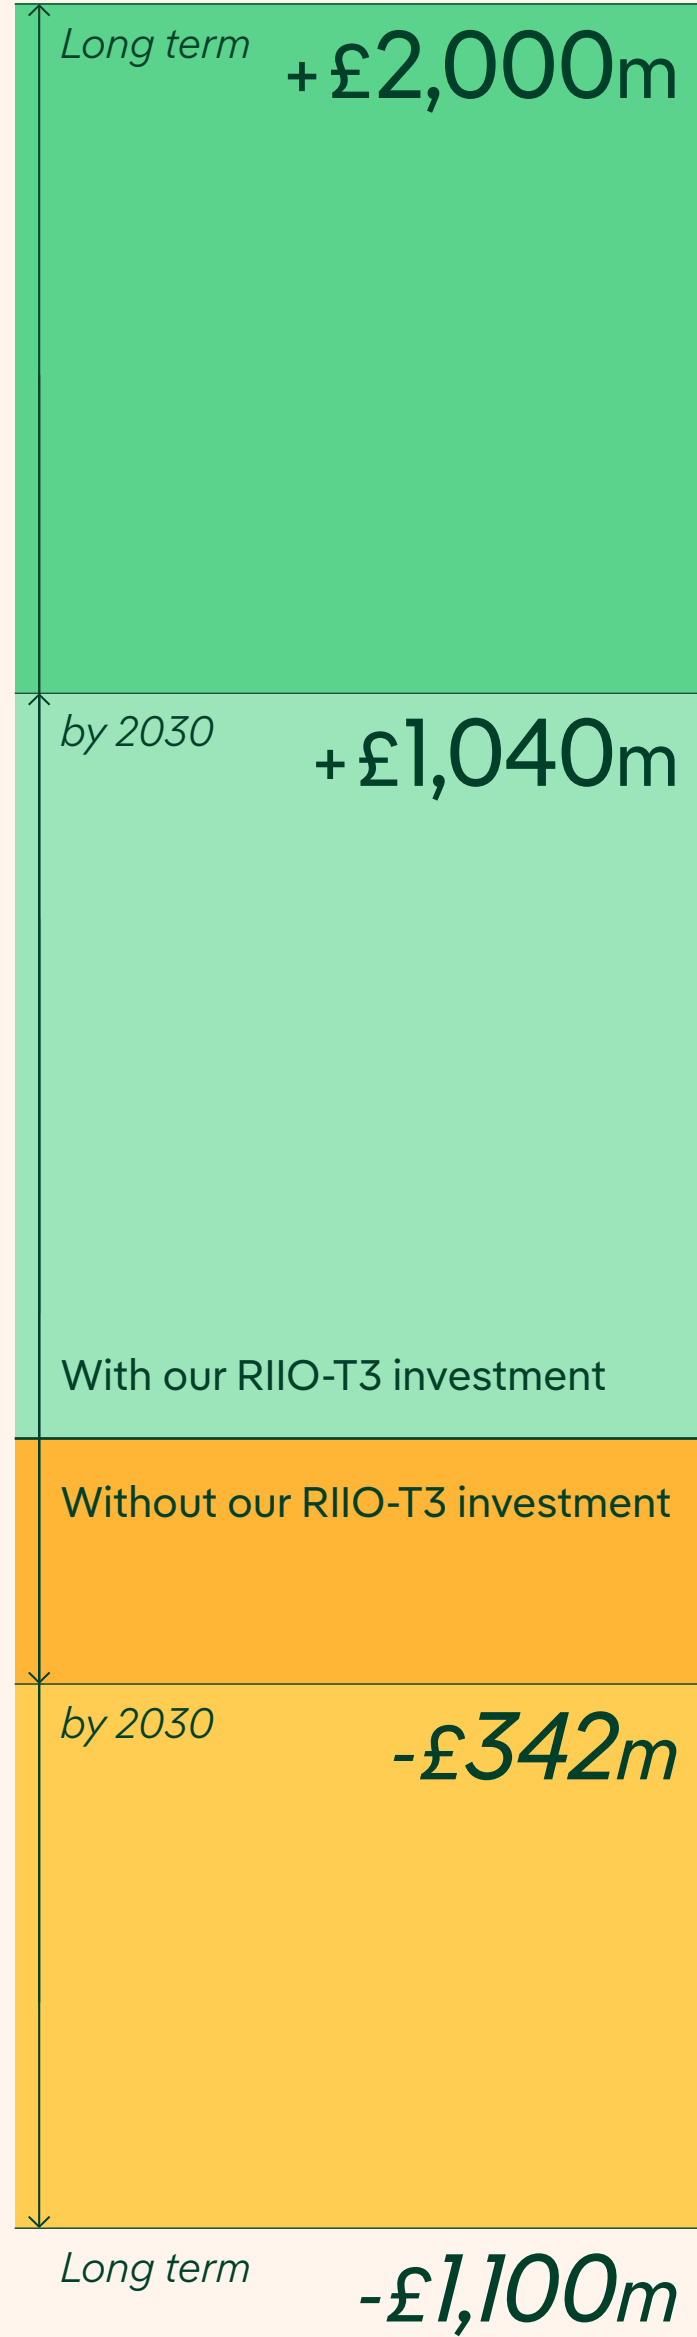 Long term +£2,000m
by 2030 +£1,040m
With our RIIO-T3 investment
Without our RIIO-T3 investment
by 2030 -£342m
Long term -£1,100m